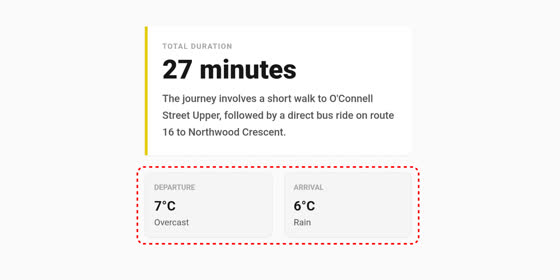 TOTAL DURATION
27 minutes
The journey involves a short walk to O'Connell
Street Upper, followed by a direct bus ride on route
16 to Northwood Crescent.
DEPARTURE
7°C
Overcast
ARRIVAL
6°C
Rain